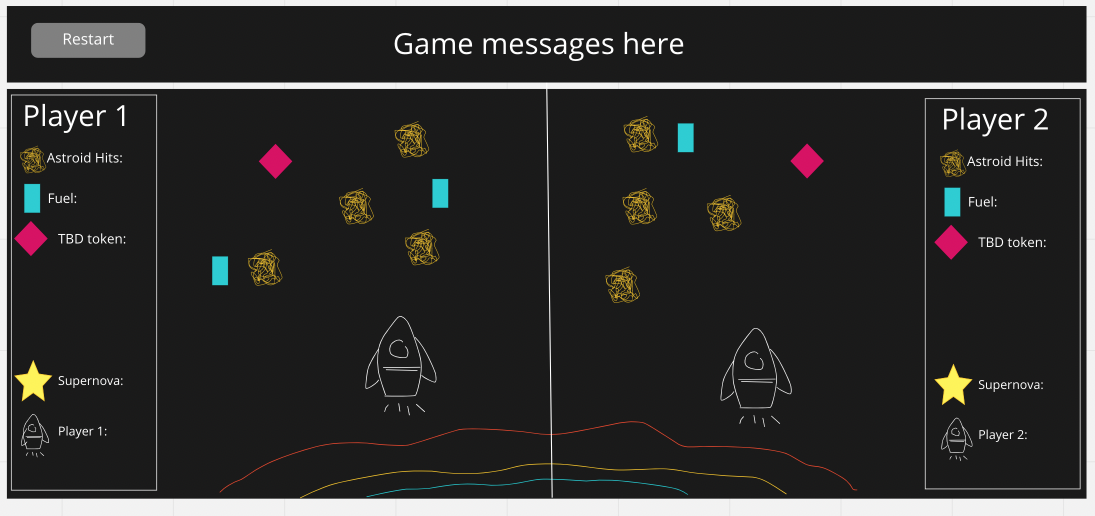 Restart
Game messages here
Player 1
Astroid Hits:
Fuel:
TBD token:
Supernova:
Player 1:
Player 2
Astroid Hits:
Fuel:
TBD token:
Supernova:
Player 2: